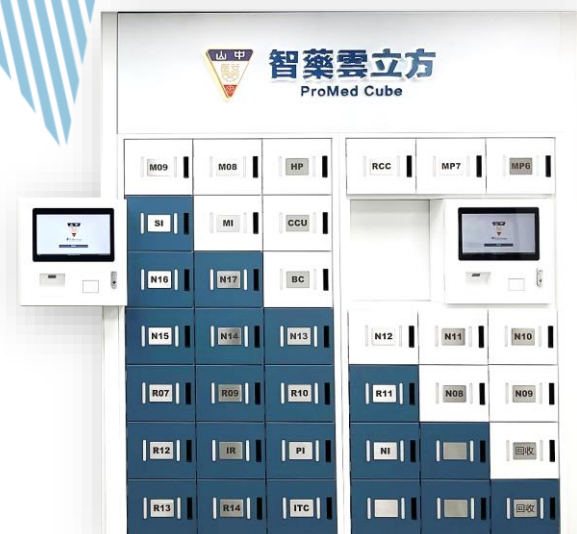 山 中
智藥雲立方
ProMed Cube
M09 M08 HP RCC MP7 MP6
SI MI CCU
N16 N17 BC
N15 N14 N13 N12 N11 N10
R07 R09 R10 R11 N08 N09
R12 IR PI NI 回收
R13 R14 ITC 回收